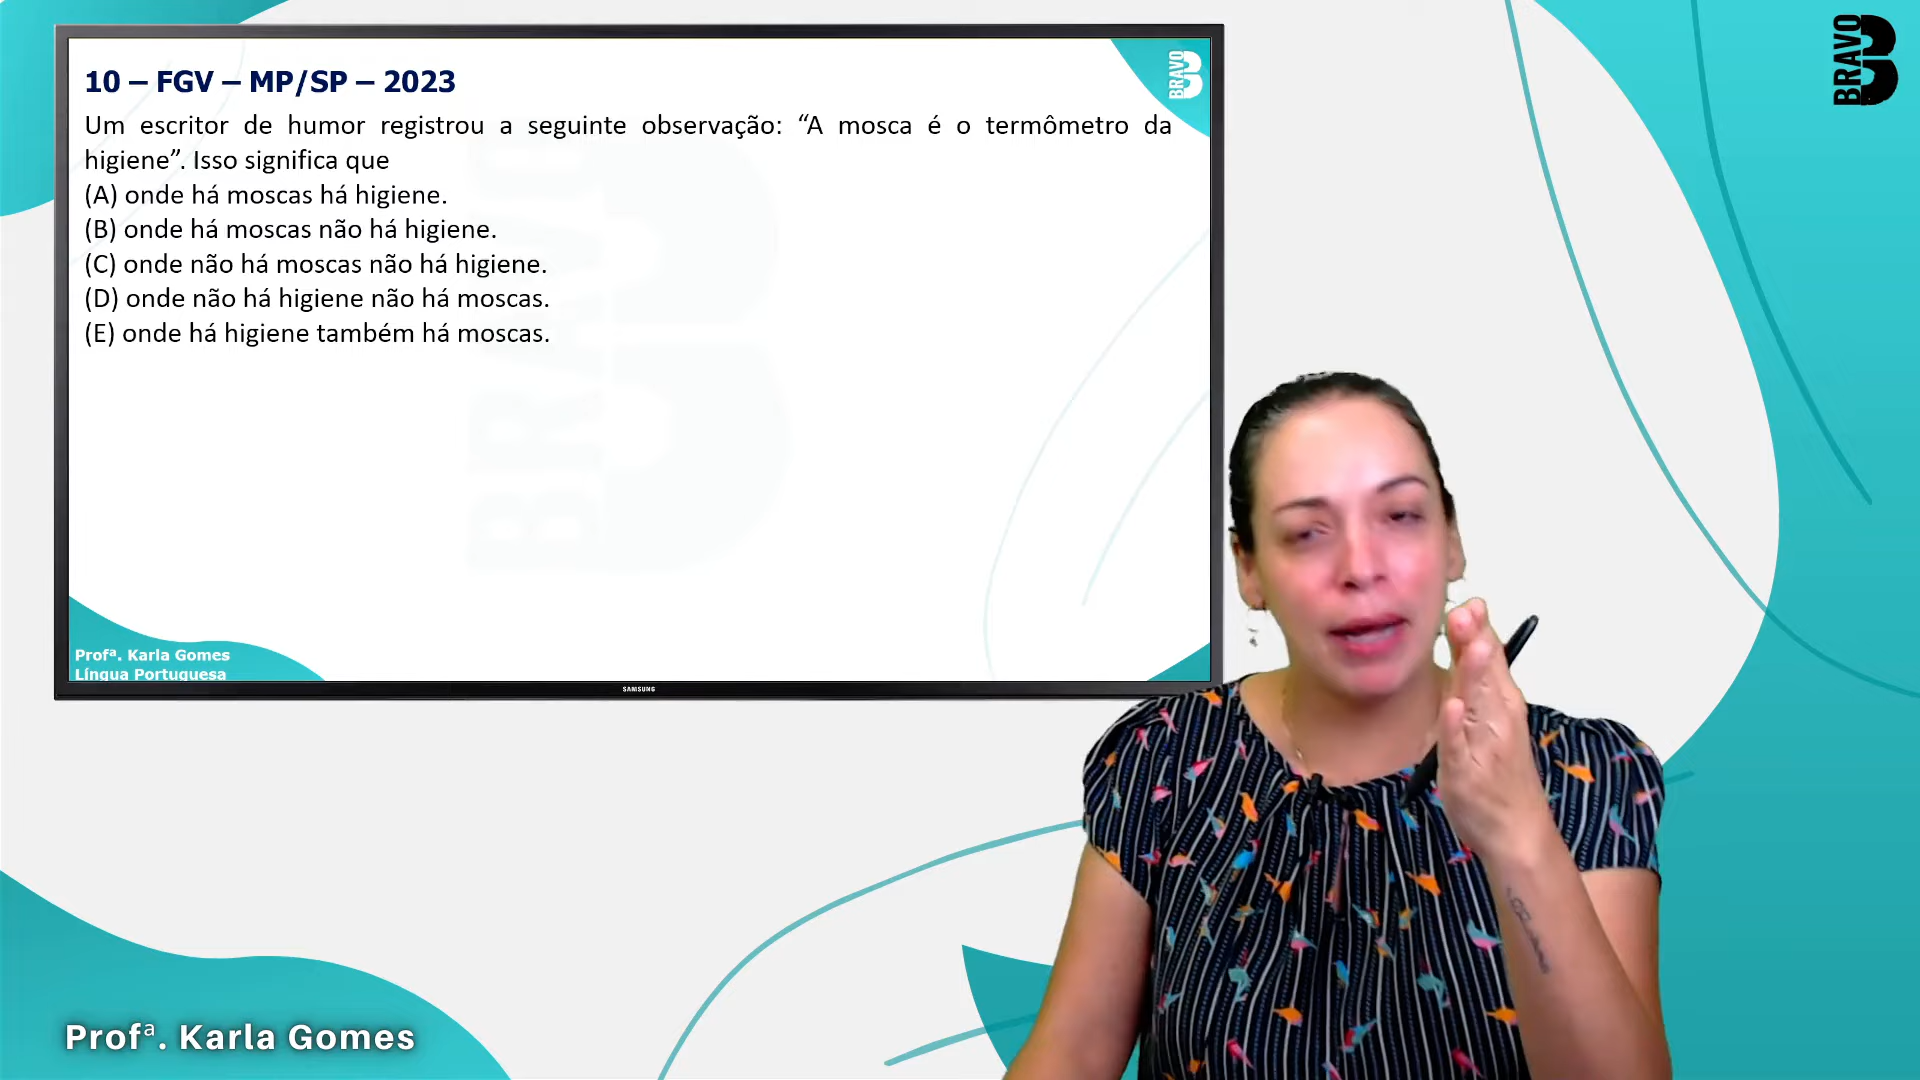 10 – FGV – MP/SP – 2023
Um escritor de humor registrou a seguinte observação: “A mosca é o termômetro da
higiene”. Isso significa que
(A) onde há moscas há higiene.
(B) onde há moscas não há higiene.
(C) onde não há moscas não há higiene.
(D) onde não há higiene não há moscas.
(E) onde há higiene também há moscas.
BRAVO
BRAVO
Profª. Karla Gomes
Língua Portuguesa
SAMSUNG
BRAVO
Profª. Karla Gomes